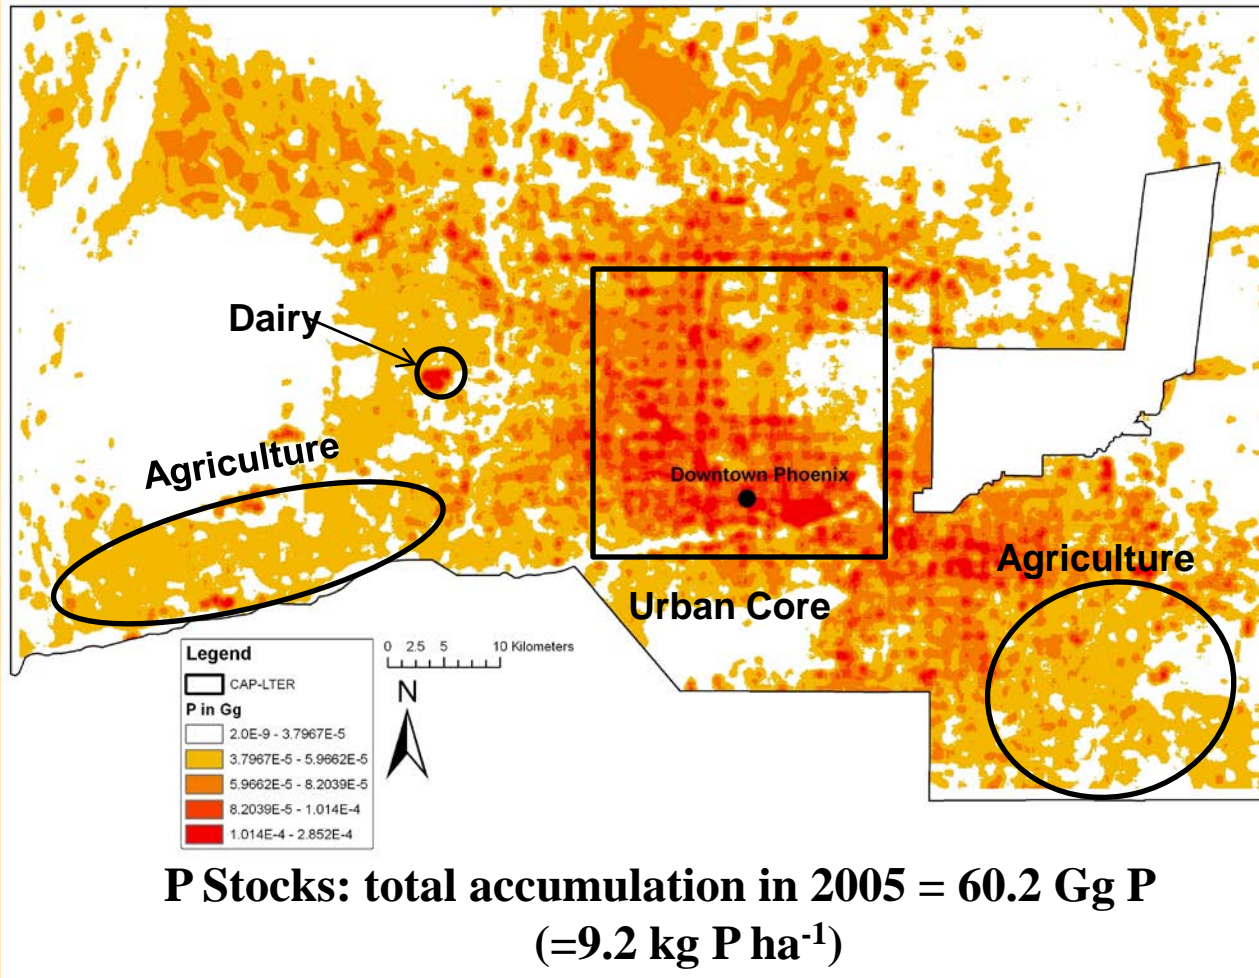 Dairy
Agriculture
Downtown Phoenix
Agriculture
Urban Core
Legend
CAP-LTER
P in Gg
2.0E-9 - 3.7967E-5
3.7967E-5 - 5.9662E-5
5.9662E-5 - 8.2039E-5
8.2039E-5 - 1.014E-4
1.014E-4 - 2.852E-4
0 2.5 5 10 Kilometers
N
P Stocks: total accumulation in 2005 = 60.2 Gg P
(=9.2 kg P ha-1)